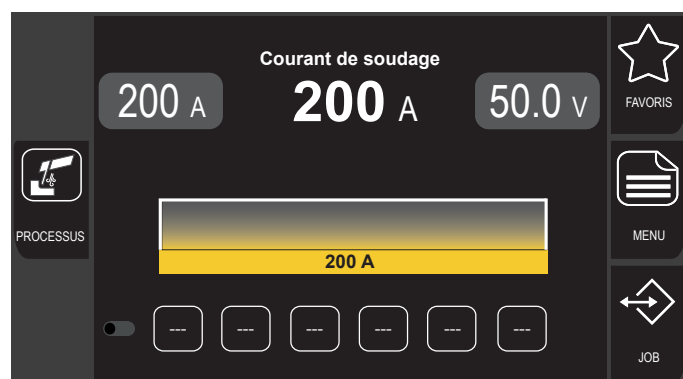 Courant de soudage
200 A
200 A
50.0 V
FAVORIS
PROCESSUS
MENU
200 A
---
---
---
---
---
---
JOB